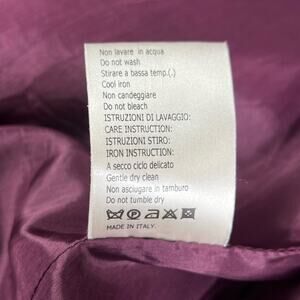 Non lavare in acqua
Do not wash
Stirare a bassa temp.(.)
Cool iron
Non candeggiare
Do not bleach
ISTRUZIONI DI LAVAGGIO:
CARE INSTRUCTION:
ISTRUZIONI STIRO:
IRON INSTRUCTION:
A secco ciclo delicato
Gentle dry clean
Non asciugare in tamburo
Do not tumble dry
P A
MADE IN ITALY.